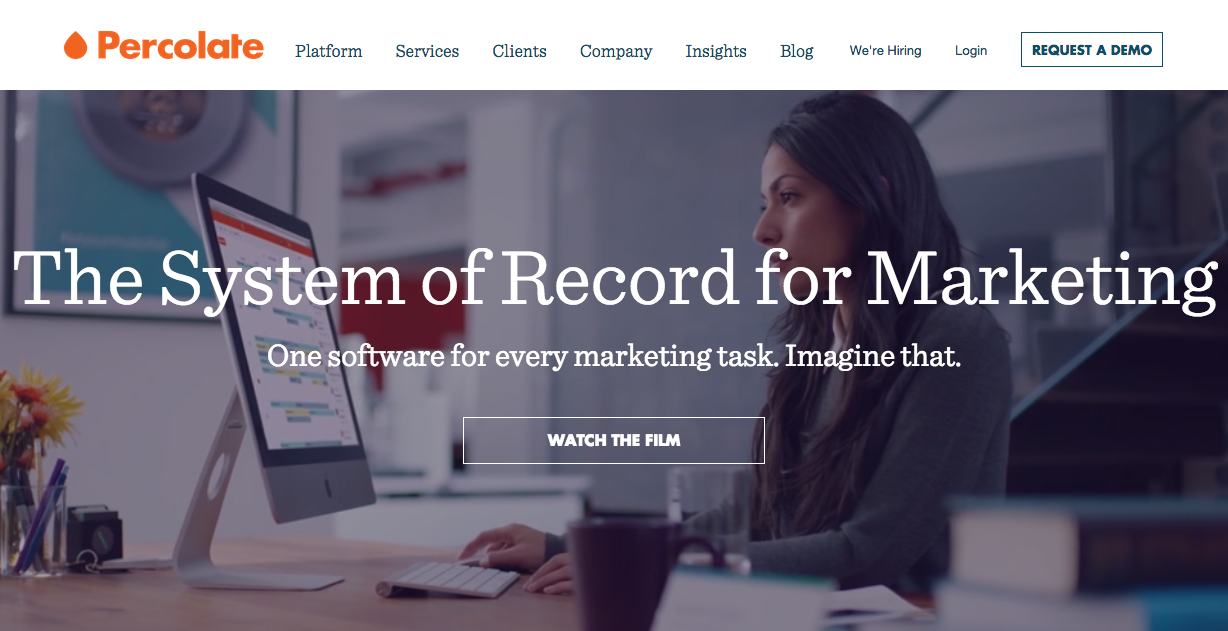 Percolate
Platform Services Clients Company Insights Blog We're Hiring Login REQUEST A DEMO
The System of Record for Marketing
One software for every marketing task. Imagine that.
WATCH THE FILM